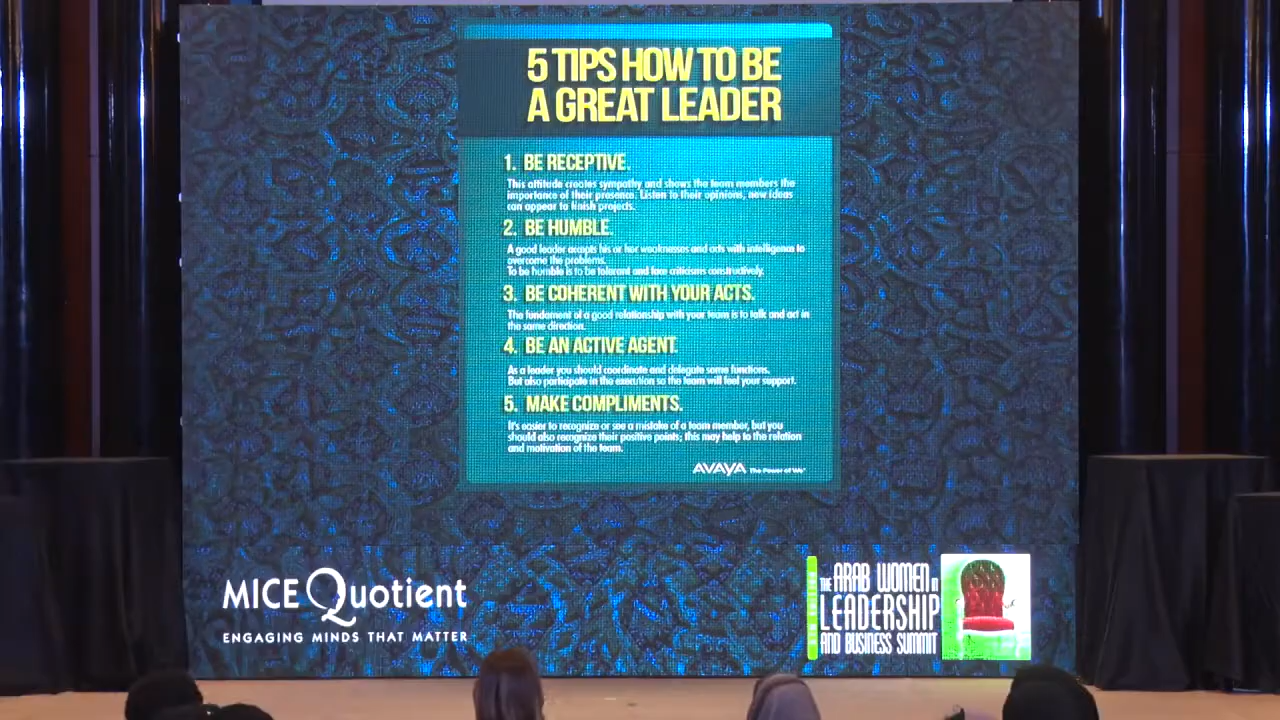 5 TIPS HOW TO BE
A GREAT LEADER
1. BE RECEPTIVE.
This attitude creates sympathy and shows the team members the
importance of their presence. Listen to their opinions, new ideas
can appear to finish projects.
2. BE HUMBLE.
A good leader accepts his or her weaknesses and acts with intelligence to
overcome the problems.
To be humble is to be tolerant and face criticisms constructively.
3. BE COHERENT WITH YOUR ACTS.
The fundament of a good relationship with your team is to talk and act in
the same direction.
4. BE AN ACTIVE AGENT.
As a leader you should coordinate and delegate some functions.
But also participate in the execution so the team will feel your support.
5. MAKE COMPLIMENTS.
It's easier to recognize or see a mistake of a team member, but you
should also recognize their positive points; this may help to the relation
and motivation of the team.
AVAYA The Power of We
MICE Quotient
ENGAGING MINDS THAT MATTER
THE ARAB WOMEN IN
LEADERSHIP
AND BUSINESS SUMMIT